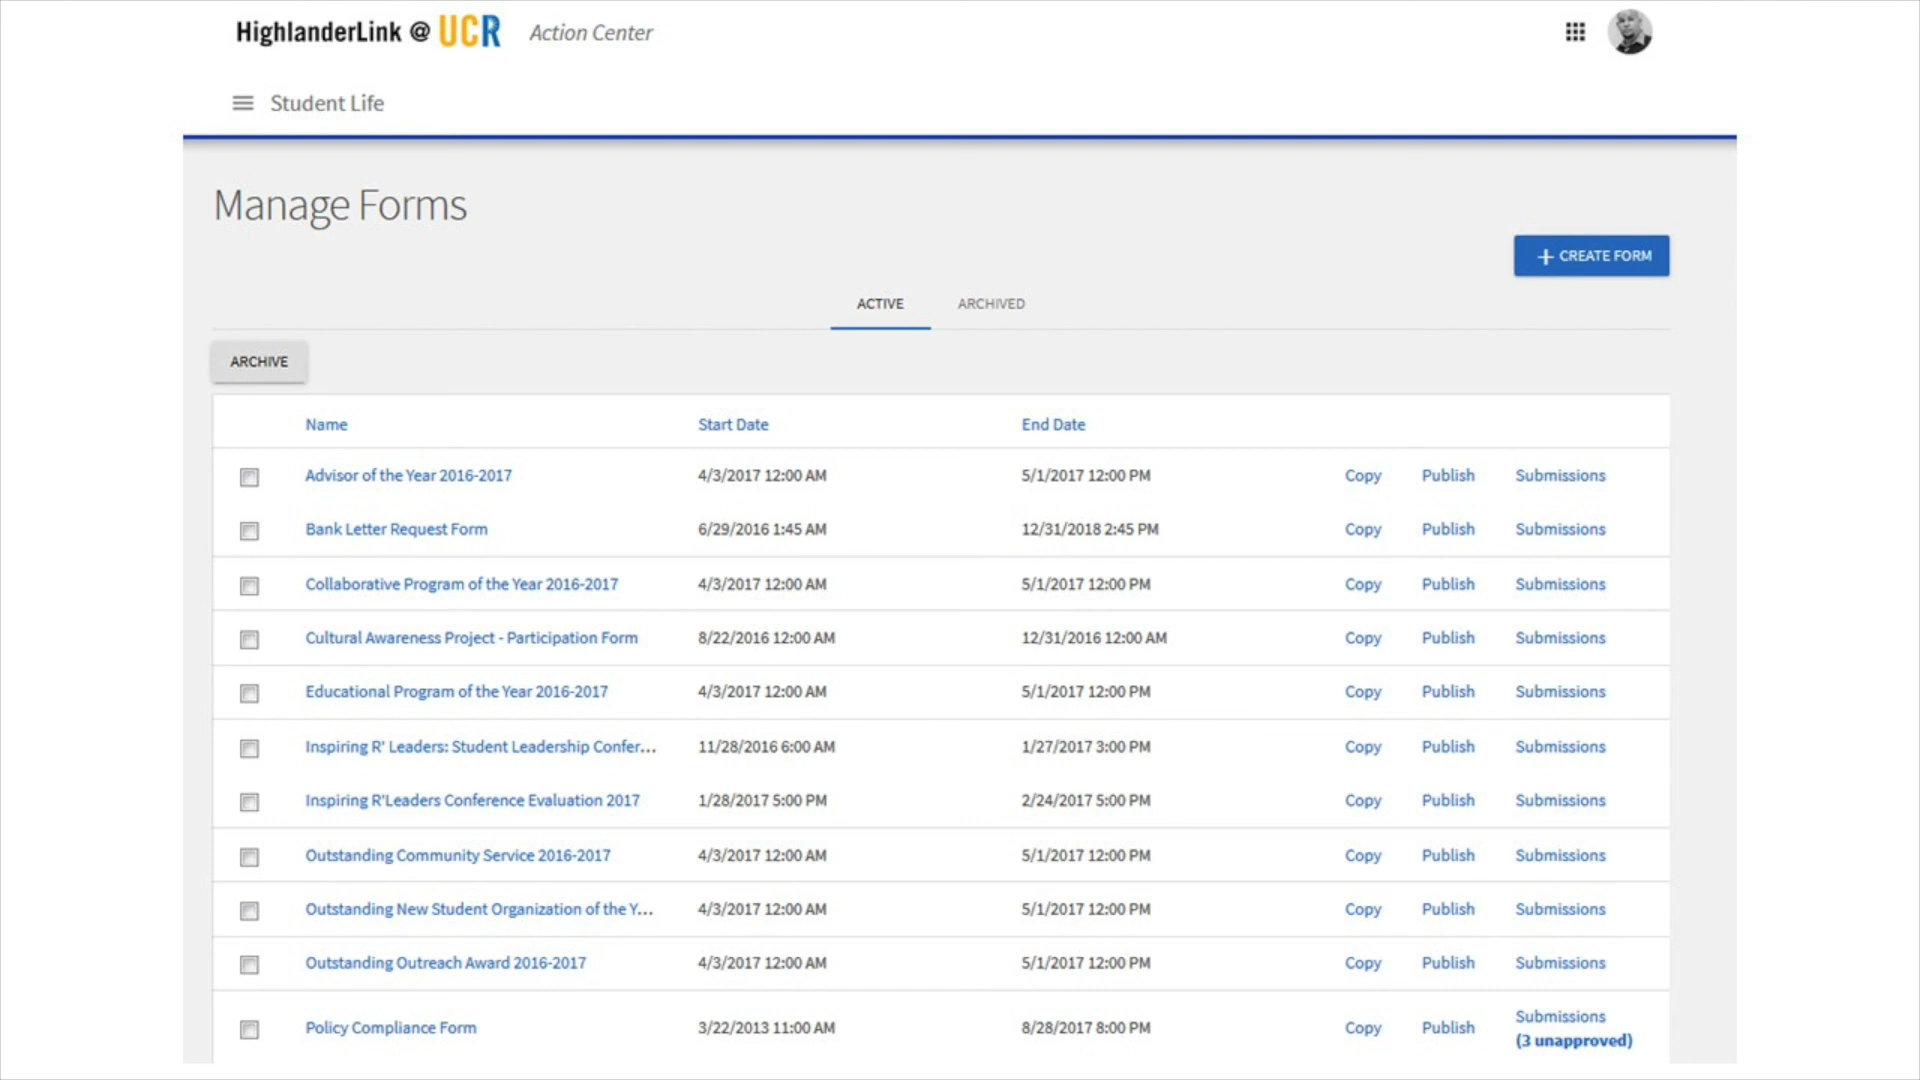 HighlanderLink @ UCR Action Center
Student Life
Manage Forms
+ CREATE FORM
ACTIVE ARCHIVED
ARCHIVE
Name Start Date End Date
Advisor of the Year 2016-2017 4/3/2017 12:00 AM 5/1/2017 12:00 PM Copy Publish Submissions
Bank Letter Request Form 6/29/2016 1:45 AM 12/31/2018 2:45 PM Copy Publish Submissions
Collaborative Program of the Year 2016-2017 4/3/2017 12:00 AM 5/1/2017 12:00 PM Copy Publish Submissions
Cultural Awareness Project - Participation Form 8/22/2016 12:00 AM 12/31/2016 12:00 AM Copy Publish Submissions
Educational Program of the Year 2016-2017 4/3/2017 12:00 AM 5/1/2017 12:00 PM Copy Publish Submissions
Inspiring R' Leaders: Student Leadership Confer... 11/28/2016 6:00 AM 1/27/2017 3:00 PM Copy Publish Submissions
Inspiring R'Leaders Conference Evaluation 2017 1/28/2017 5:00 PM 2/24/2017 5:00 PM Copy Publish Submissions
Outstanding Community Service 2016-2017 4/3/2017 12:00 AM 5/1/2017 12:00 PM Copy Publish Submissions
Outstanding New Student Organization of the Y... 4/3/2017 12:00 AM 5/1/2017 12:00 PM Copy Publish Submissions
Outstanding Outreach Award 2016-2017 4/3/2017 12:00 AM 5/1/2017 12:00 PM Copy Publish Submissions
Policy Compliance Form 3/22/2013 11:00 AM 8/28/2017 8:00 PM Copy Publish Submissions
(3 unapproved)